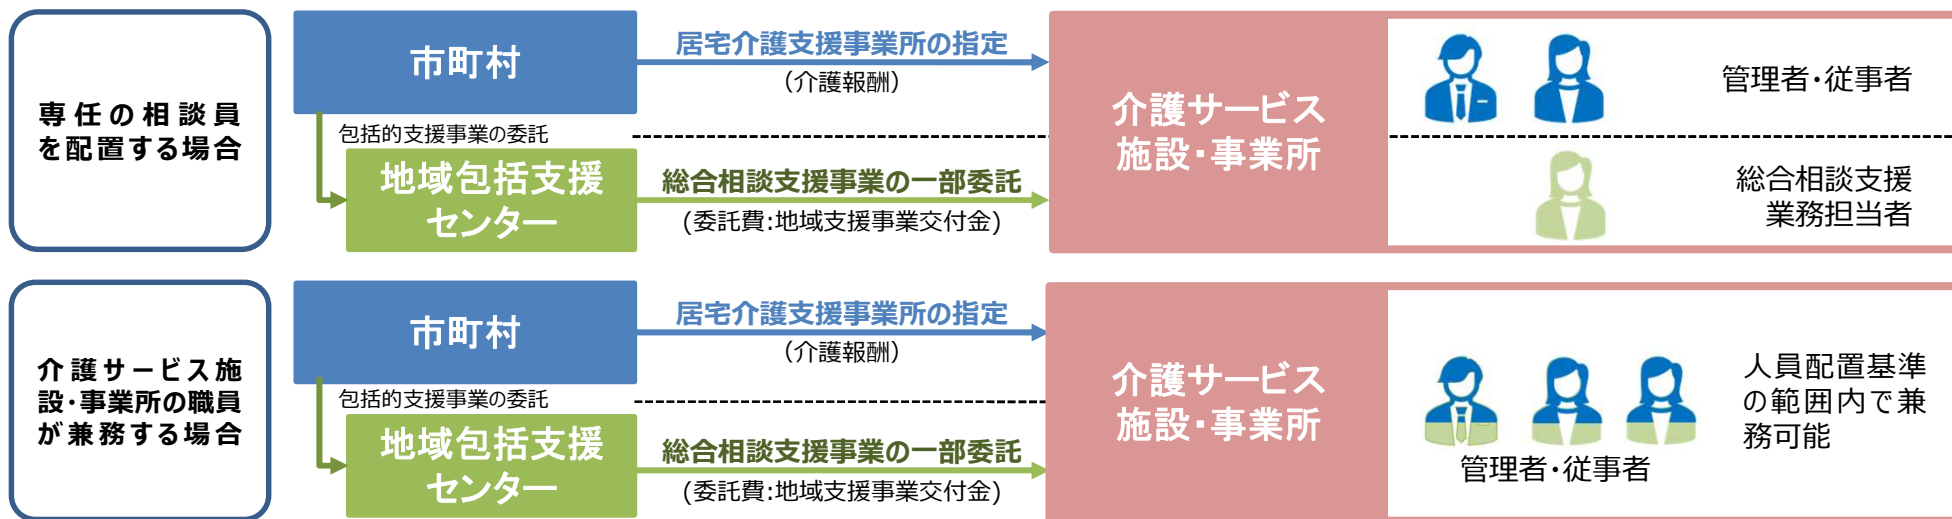 専任の相談員
を配置する場合
市町村
居宅介護支援事業所の指定
（介護報酬）
包括的支援事業の委託
地域包括支援
センター
総合相談支援事業の一部委託
(委託費:地域支援事業交付金)
介護サービス
施設・事業所
管理者・従事者
総合相談支援
業務担当者
介護サービス施
設・事業所の職員
が兼務する場合
市町村
居宅介護支援事業所の指定
（介護報酬）
包括的支援事業の委託
地域包括支援
センター
総合相談支援事業の一部委託
(委託費:地域支援事業交付金)
介護サービス
施設・事業所
管理者・従事者
人員配置基準
の範囲内で兼
務可能